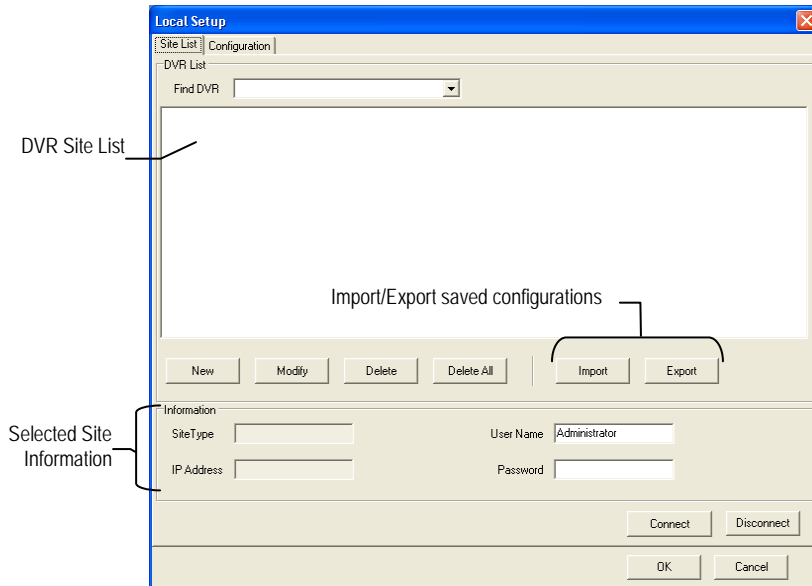 Local Setup
Site List Configuration
DVR List
Find DVR
DVR Site List
Import/Export saved configurations
New Modify Delete Delete All Import Export
Information
Selected Site
Information
SiteType User Name Administrator
IP Address Password
Connect Disconnect
OK Cancel